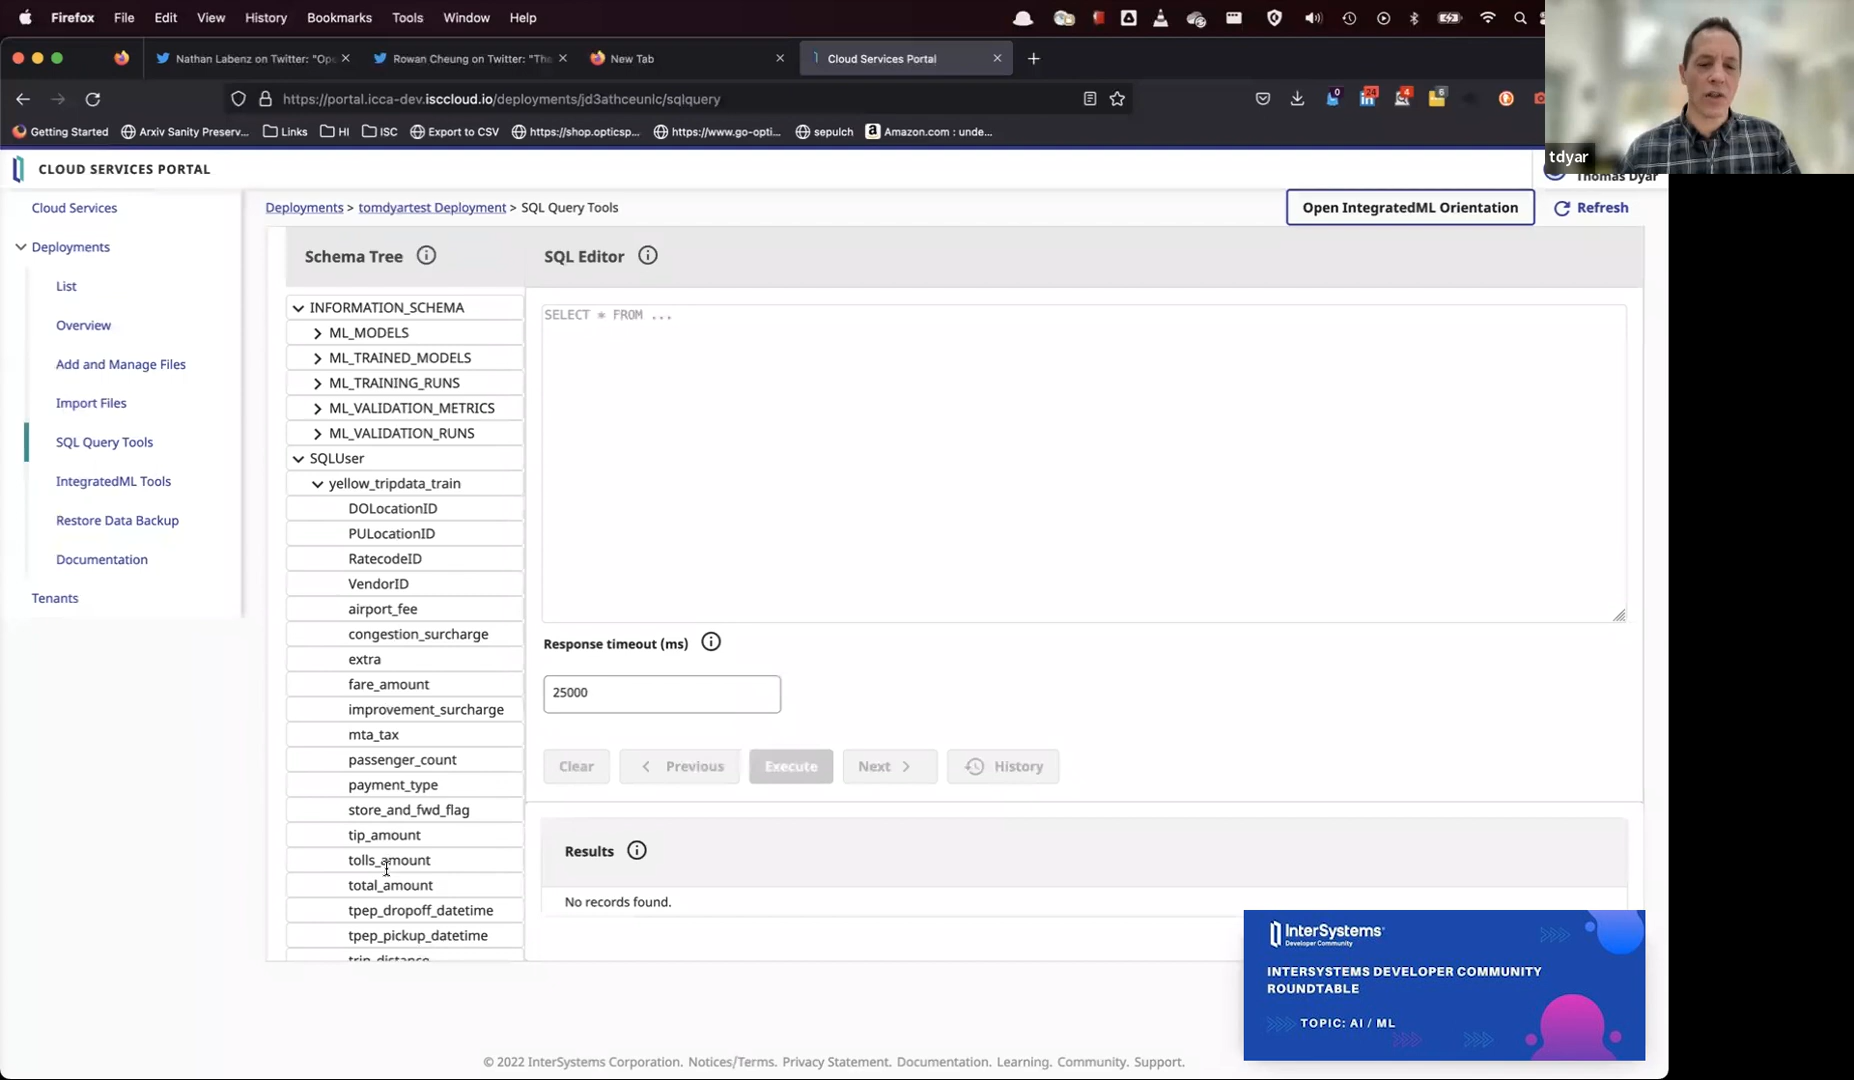 Firefox File Edit View History Bookmarks Tools Window Help
Nathan Labenz on Twitter: "Op
Rowan Cheung on Twitter: "Th
New Tab
Cloud Services Portal
https://portal.icca-dev.isccloud.io/deployments/jd3athceunlc/sqlquery
0 24 4 6
Getting Started Arxiv Sanity Preserv... Links HI ISC Export to CSV https://shop.opticsp... https://www.go-opti... sepulch Amazon.com : unde...
tdyar
CLOUD SERVICES PORTAL
Thomas Dyar
Cloud Services
Deployments
List
Overview
Add and Manage Files
Import Files
SQL Query Tools
IntegratedML Tools
Restore Data Backup
Documentation
Tenants
Deployments > tomdyartest Deployment > SQL Query Tools
Open IntegratedML Orientation
Refresh
Schema Tree
INFORMATION_SCHEMA
ML_MODELS
ML_TRAINED_MODELS
ML_TRAINING_RUNS
ML_VALIDATION_METRICS
ML_VALIDATION_RUNS
SQLUser
yellow_tripdata_train
DOLocationID
PULocationID
RatecodeID
VendorID
airport_fee
congestion_surcharge
extra
fare_amount
improvement_surcharge
mta_tax
passenger_count
payment_type
store_and_fwd_flag
tip_amount
tolls_amount
total_amount
tpep_dropoff_datetime
tpep_pickup_datetime
trip_distance
SQL Editor
SELECT * FROM ...
Response timeout (ms)
25000
Clear
Previous
Execute
Next
History
Results
No records found.
InterSystems
Developer Community
INTERSYSTEMS DEVELOPER COMMUNITY
ROUNDTABLE
TOPIC: AI / ML
© 2022 InterSystems Corporation. Notices/Terms. Privacy Statement. Documentation. Learning. Community. Support.